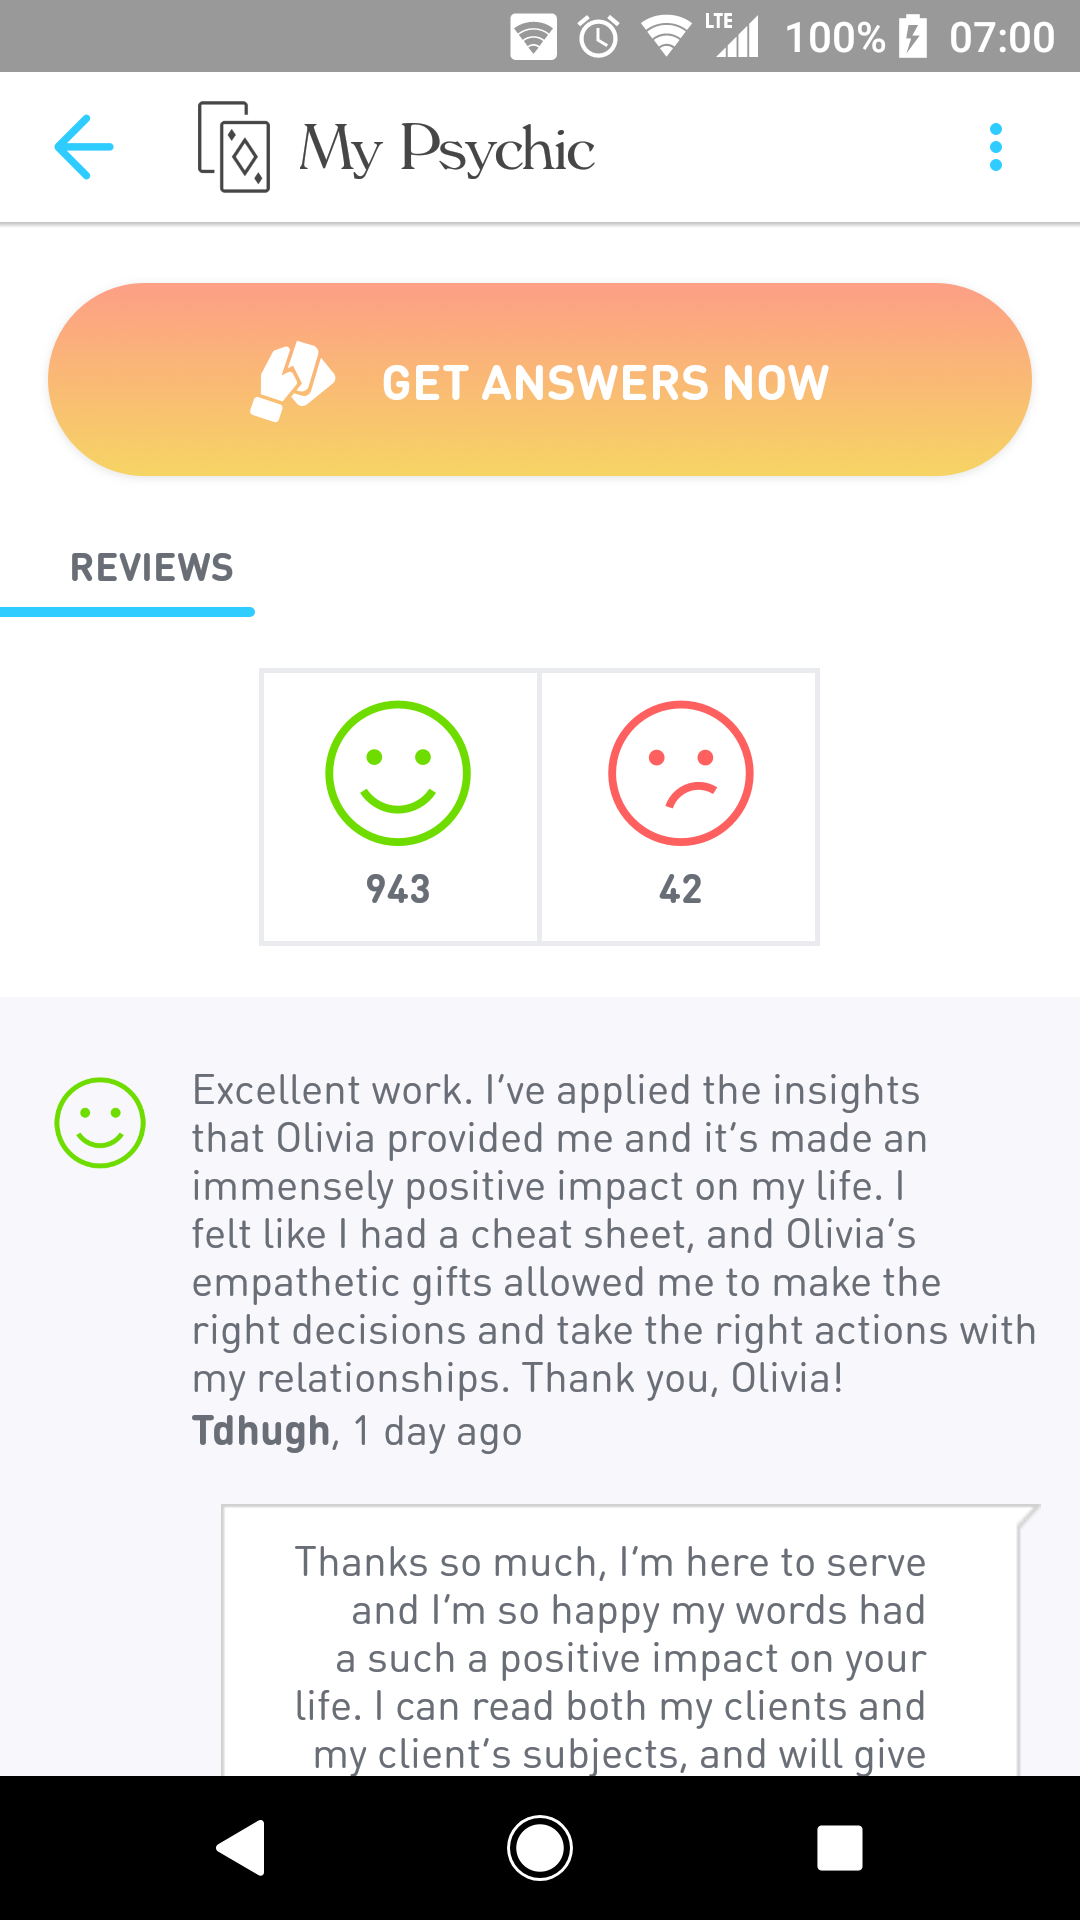 LTE 100% 07:00
My Psychic
GET ANSWERS NOW
REVIEWS
943 42
Excellent work. I've applied the insights
that Olivia provided me and it's made an
immensely positive impact on my life. I
felt like I had a cheat sheet, and Olivia's
empathetic gifts allowed me to make the
right decisions and take the right actions with
my relationships. Thank you, Olivia!
Tdhugh, 1 day ago
Thanks so much, I'm here to serve
and I'm so happy my words had
a such a positive impact on your
life. I can read both my clients and
my client's subjects, and will give